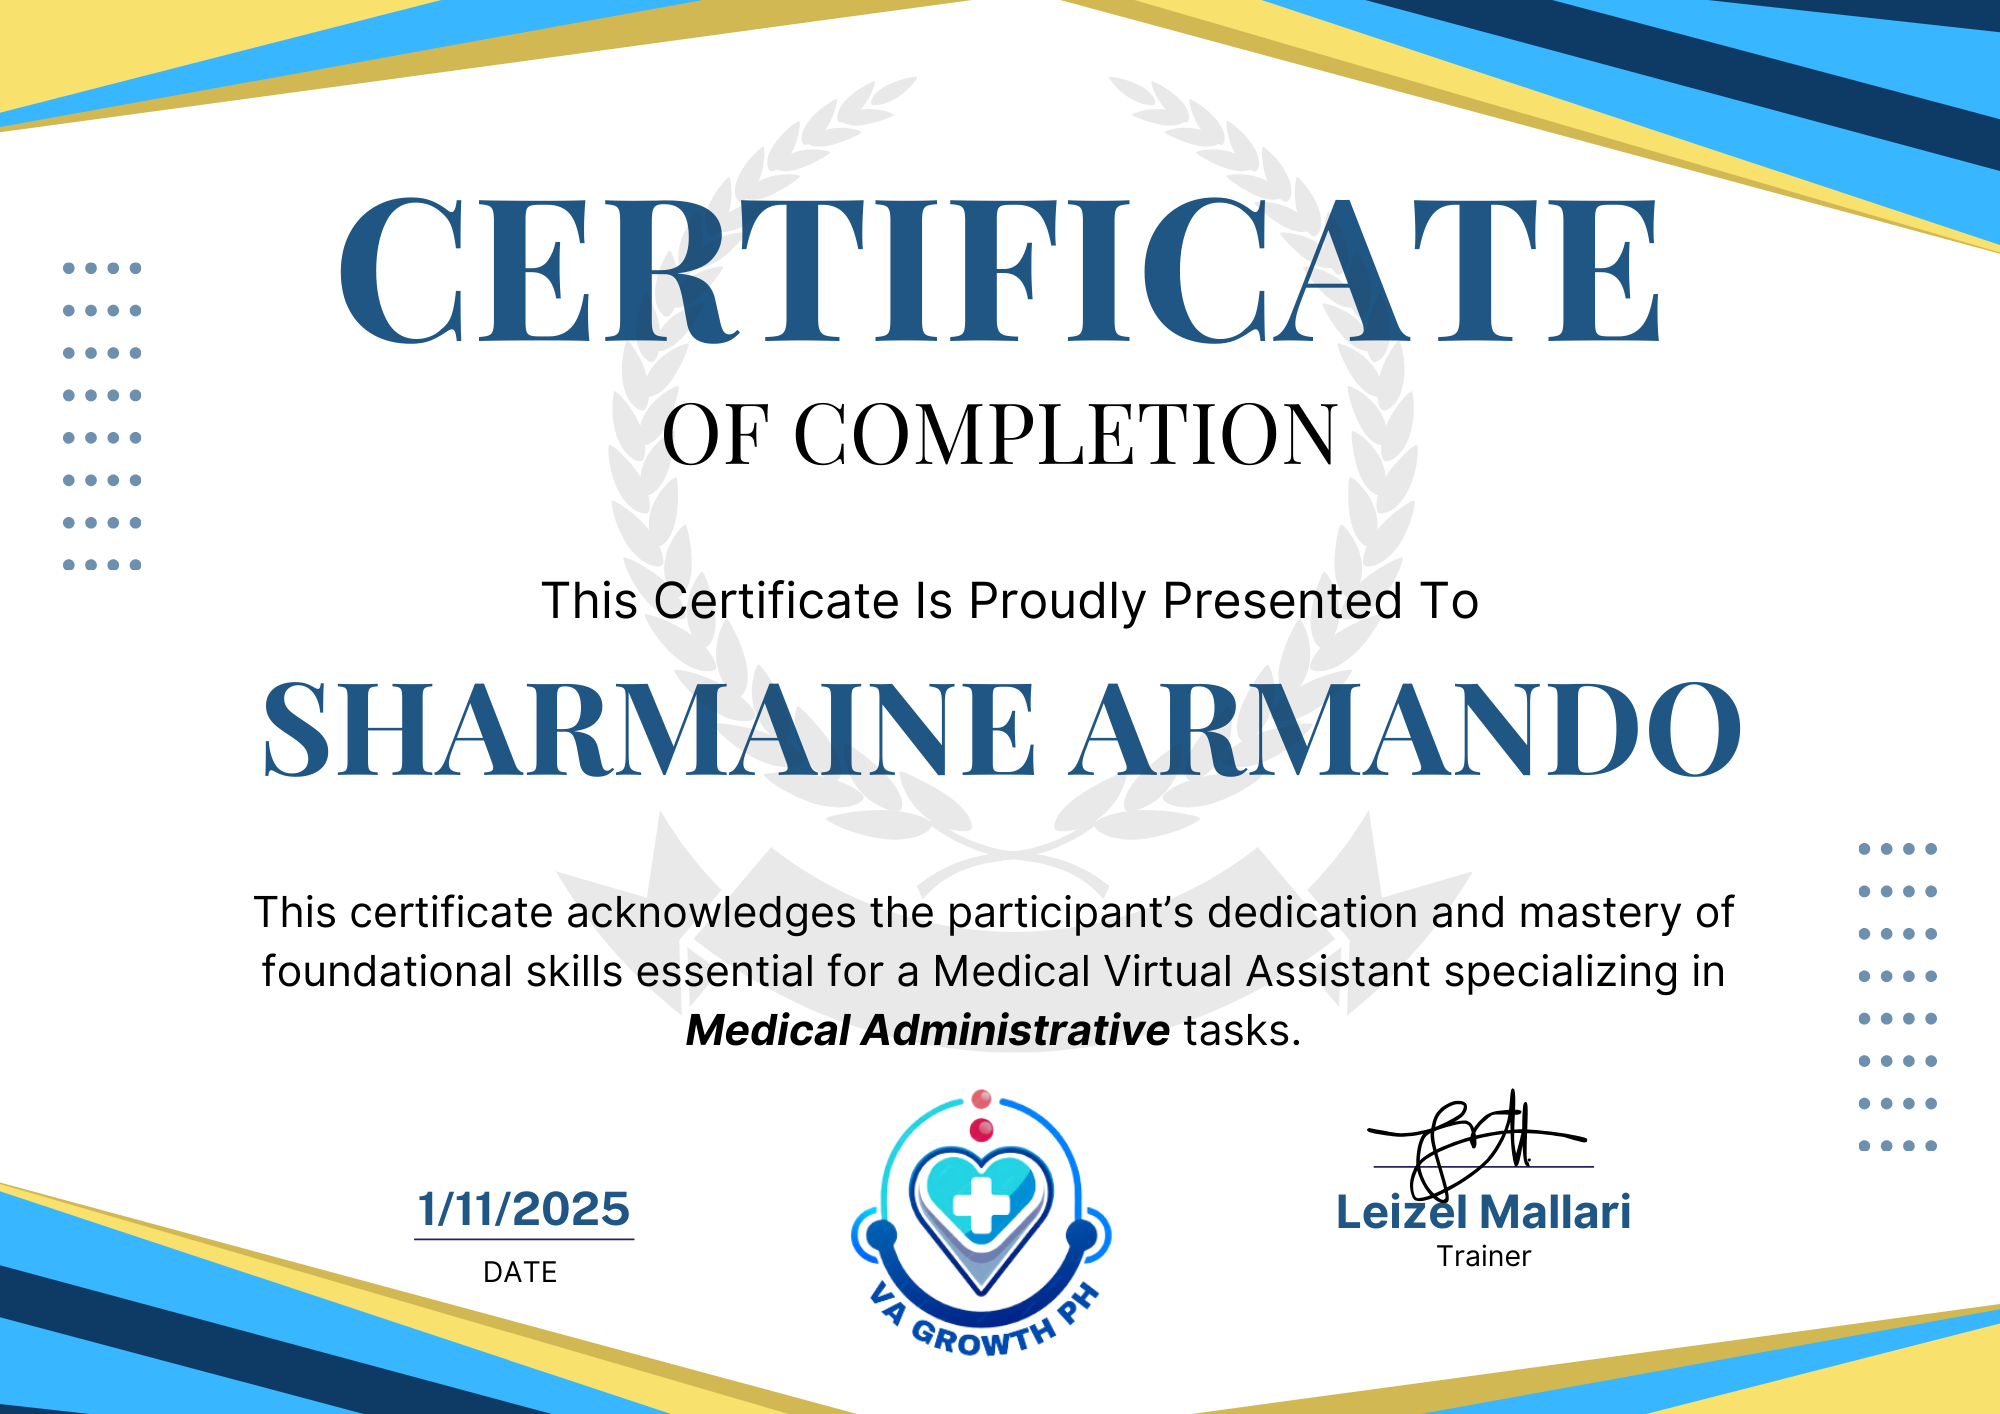 CERTIFICATE
OF COMPLETION
This Certificate Is Proudly Presented To
SHARMAINE ARMANDO
This certificate acknowledges the participant’s dedication and mastery of
foundational skills essential for a Medical Virtual Assistant specializing in
Medical Administrative tasks.
1/11/2025
DATE
VA GROWTH PH
Leizel Mallari
Trainer